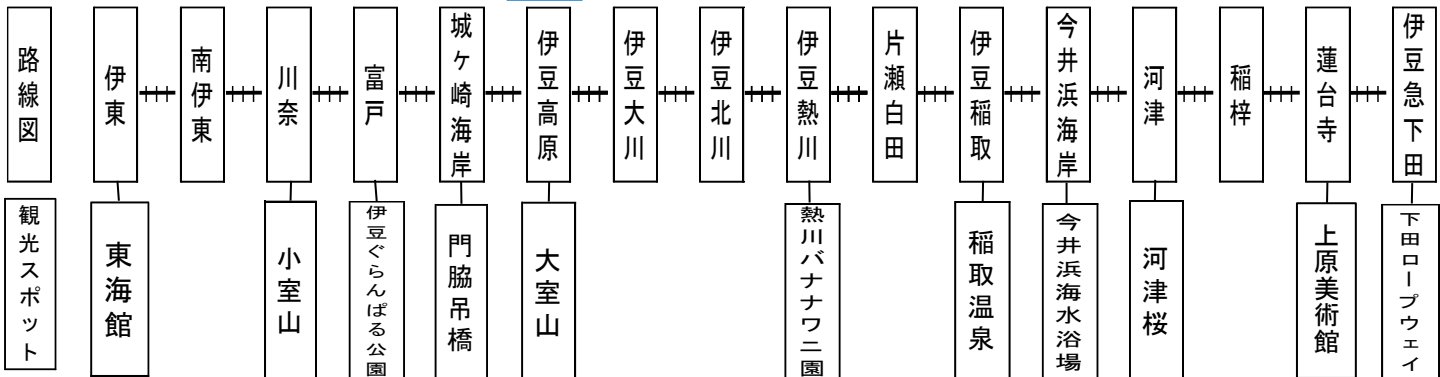 路線図
伊東
南伊東
川奈
富戸
城ヶ崎海岸
伊豆高原
伊豆大川
伊豆北川
伊豆熱川
片瀬白田
伊豆稲取
今井浜海岸
河津
稲梓
蓮台寺
伊豆急下田
観光スポット
東海館
小室山
伊豆ぐらんぱる公園
門脇吊橋
大室山
熱川バナナワニ園
稲取温泉
今井浜海水浴場
河津桜
上原美術館
下田ロープウェイ